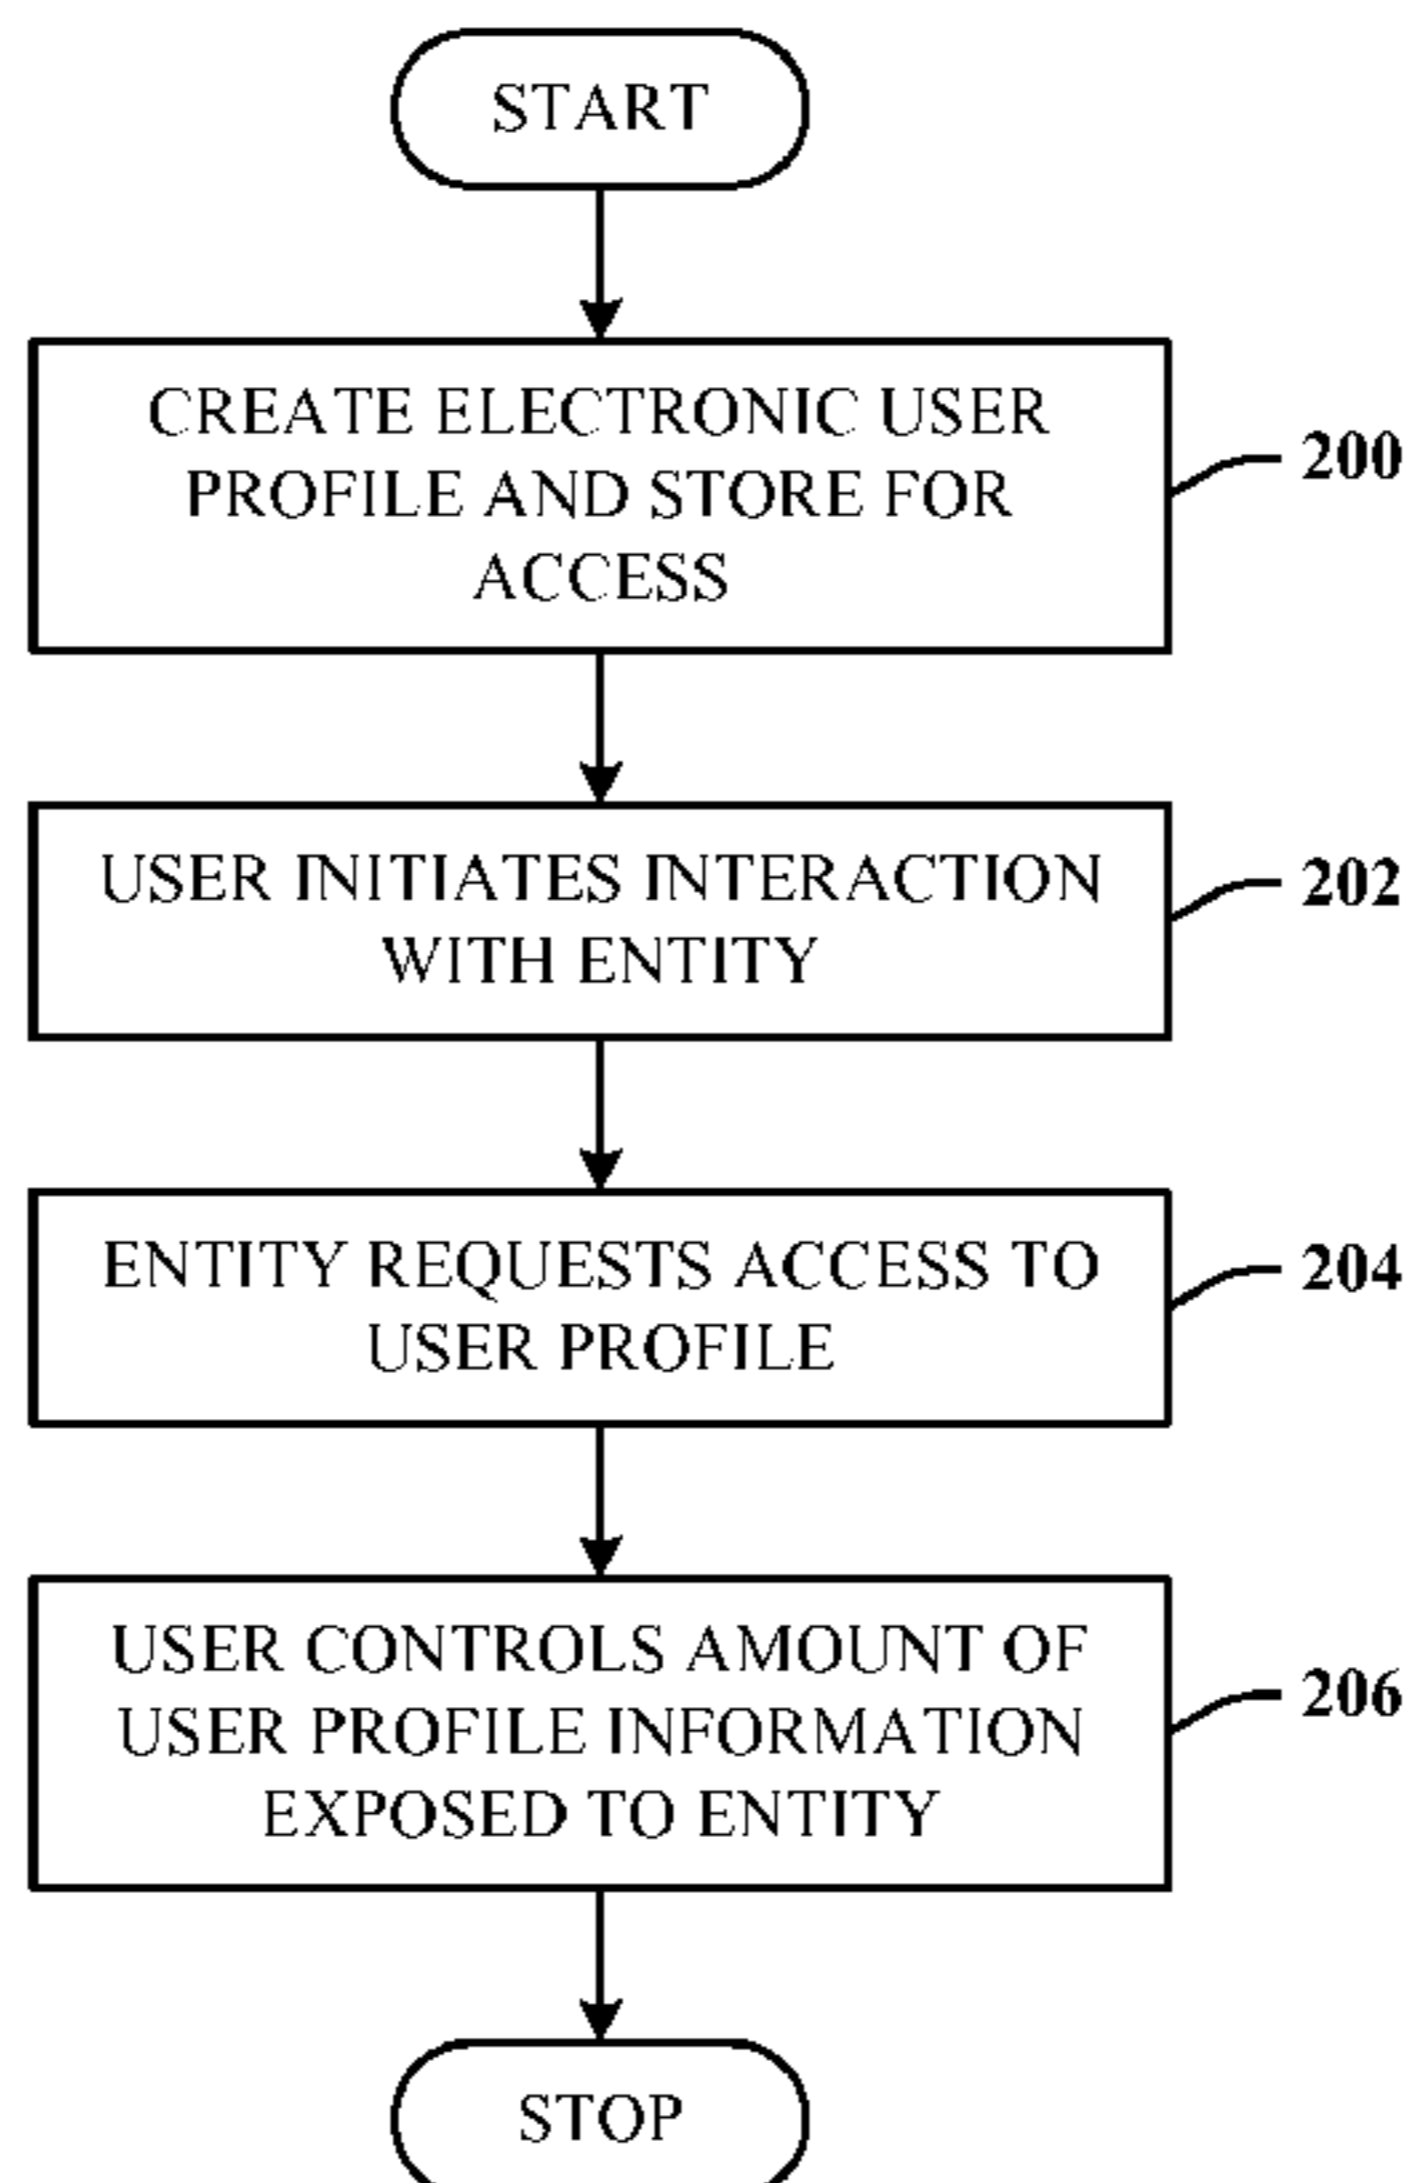 START
CREATE ELECTRONIC USER
PROFILE AND STORE FOR
ACCESS
200
USER INITIATES INTERACTION
WITH ENTITY
202
ENTITY REQUESTS ACCESS TO
USER PROFILE
204
USER CONTROLS AMOUNT OF
USER PROFILE INFORMATION
EXPOSED TO ENTITY
206
STOP